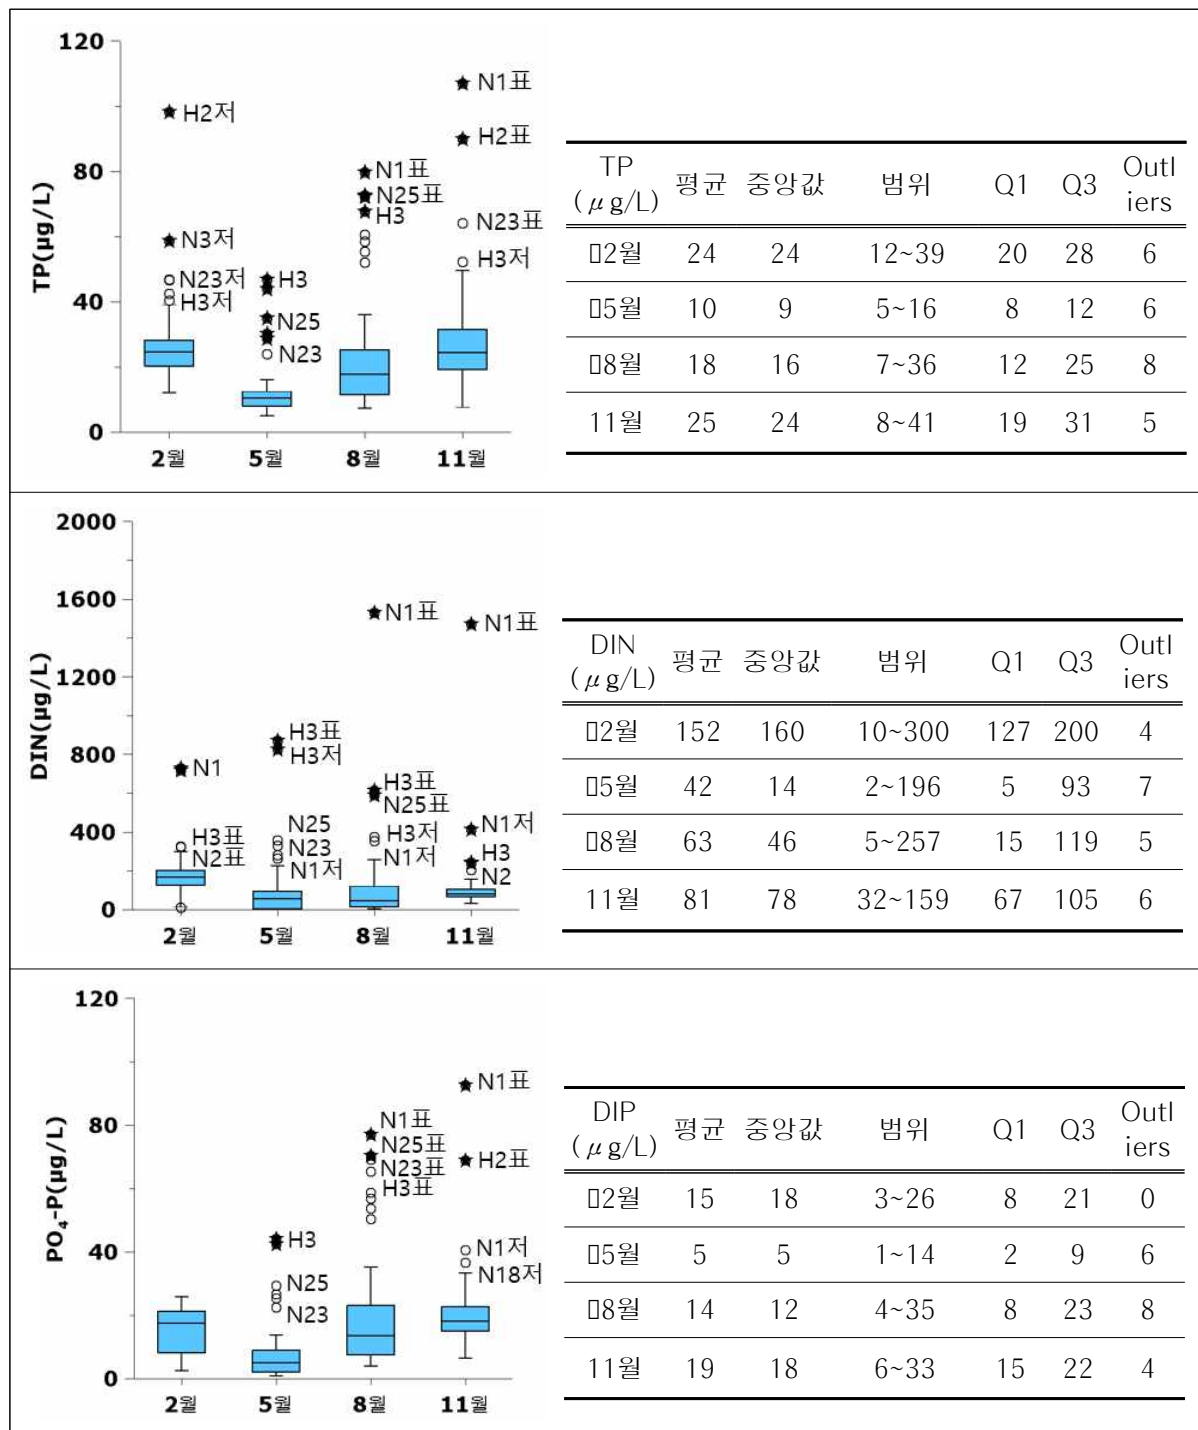 120
80
40
0
TP(μg/L)
H2저
N3저
N23저
H3저
H3
N25
N23
N1표
N25표
H3
N1표
H2표
N23표
H3저
2월 5월 8월 11월
TP (μg/L) 평균 중앙값 범위 Q1 Q3 Outliers
▯2월 24 24 12~39 20 28 6
▯5월 10 9 5~16 8 12 6
▯8월 18 16 7~36 12 25 8
11월 25 24 8~41 19 31 5
2000
1600
1200
800
400
0
DIN(μg/L)
N1
H3표
N2표
H3표
H3저
N25
N23
N1저
N1표
H3표
N25표
H3저
N1저
N1표
N1저
H3
N2
2월 5월 8월 11월
DIN (μg/L) 평균 중앙값 범위 Q1 Q3 Outliers
▯2월 152 160 10~300 127 200 4
▯5월 42 14 2~196 5 93 7
▯8월 63 46 5~257 15 119 5
11월 81 78 32~159 67 105 6
120
80
40
0
PO₄-P(μg/L)
H3
N25
N23
N1표
N25표
N23표
H3표
N1표
H2표
N1저
N18저
2월 5월 8월 11월
DIP (μg/L) 평균 중앙값 범위 Q1 Q3 Outliers
▯2월 15 18 3~26 8 21 0
▯5월 5 5 1~14 2 9 6
▯8월 14 12 4~35 8 23 8
11월 19 18 6~33 15 22 4